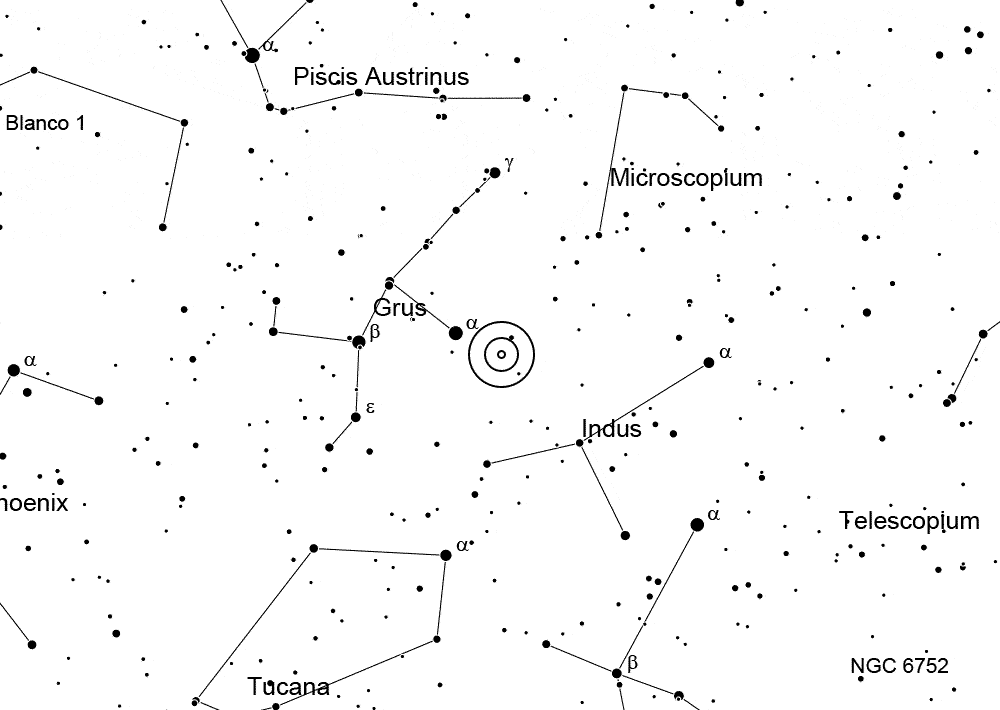 α
Piscis Austrinus
Blanco 1
γ
Microscopium
Grus
α
β
α
α
ε
Indus
hoenix
α
Telescopium
α
β
NGC 6752
Tucana